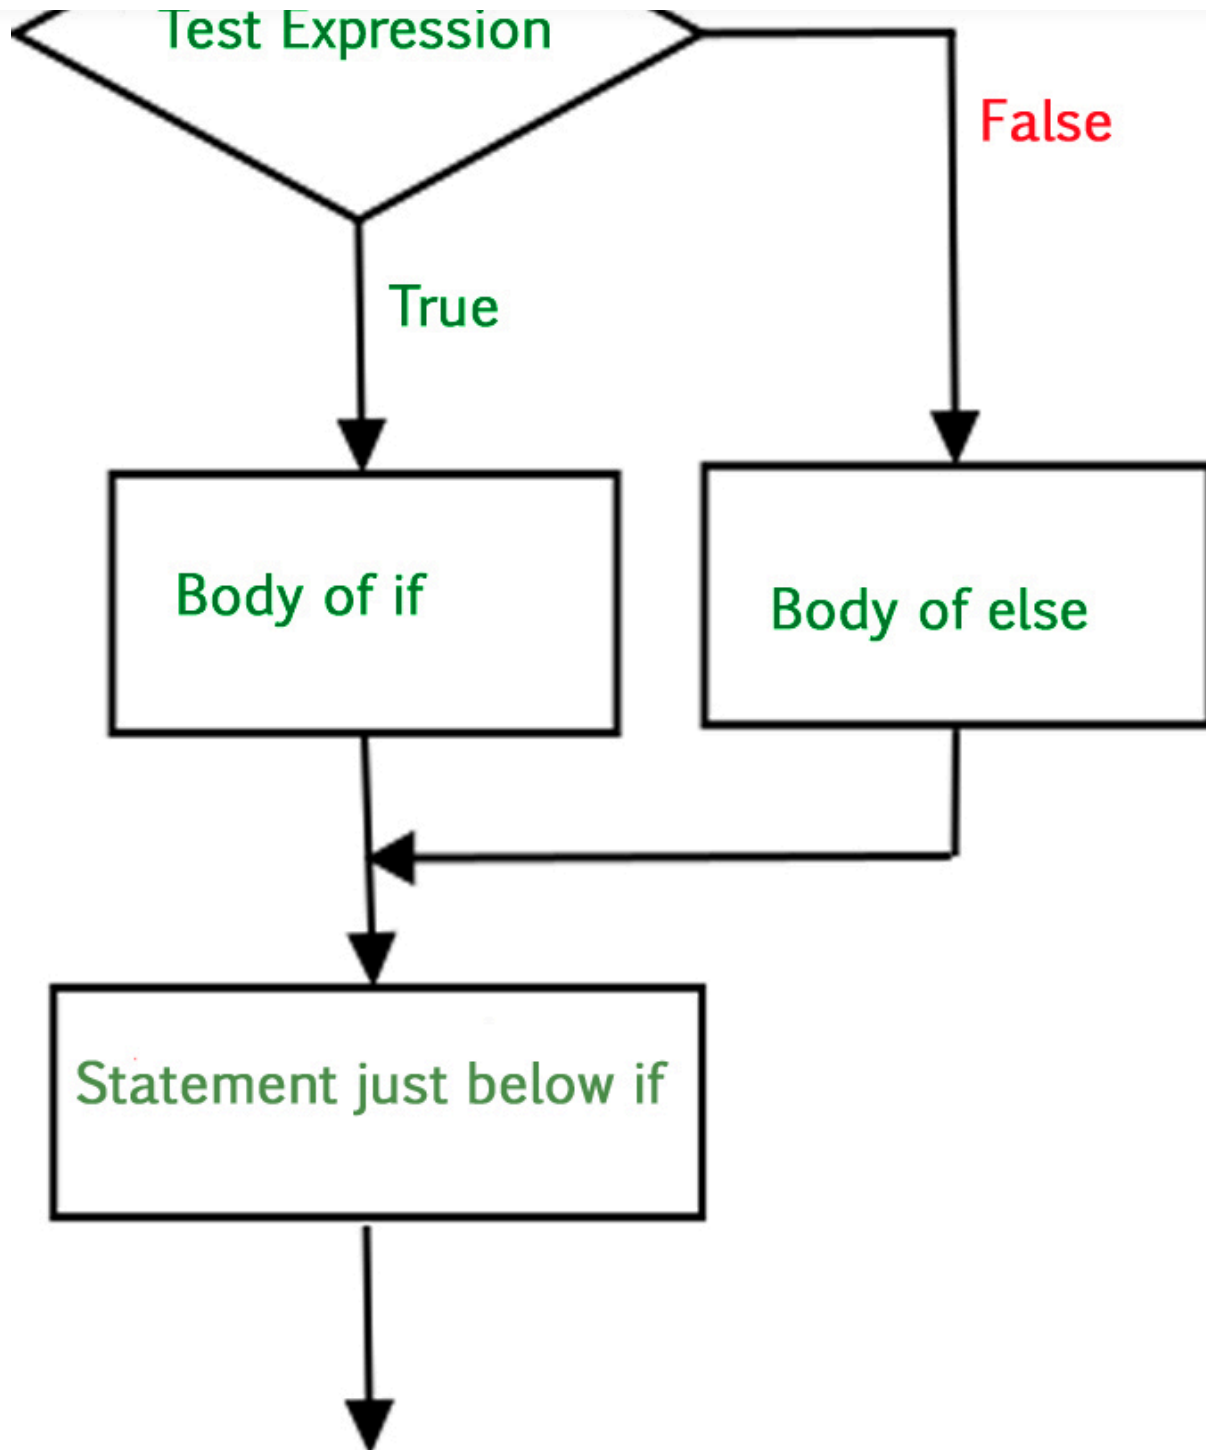 Test Expression
False
True
Body of if
Body of else
Statement just below if